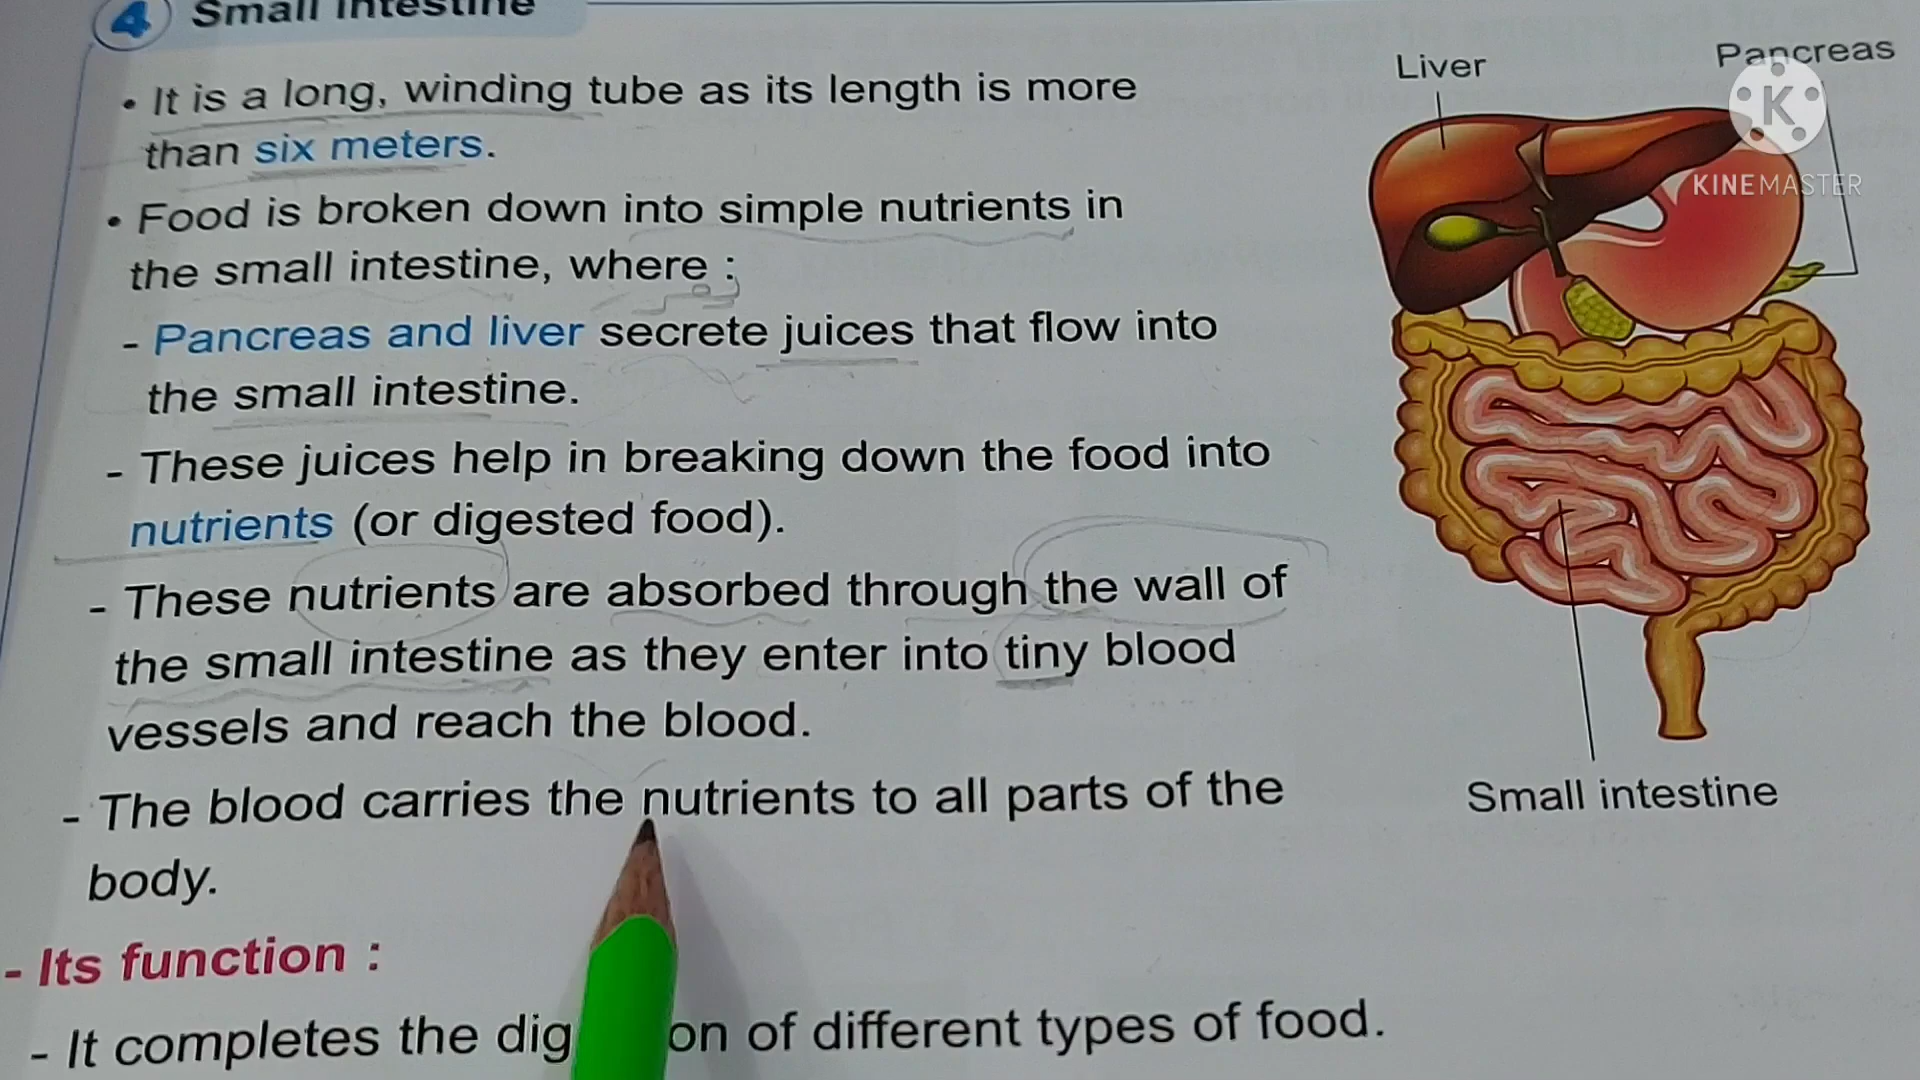 4 Small intestine
• It is a long, winding tube as its length is more
than six meters.
• Food is broken down into simple nutrients in
the small intestine, where :
- Pancreas and liver secrete juices that flow into
the small intestine.
- These juices help in breaking down the food into
nutrients (or digested food).
- These nutrients are absorbed through the wall of
the small intestine as they enter into tiny blood
vessels and reach the blood.
- The blood carries the nutrients to all parts of the
body.
- Its function :
- It completes the dig on of different types of food.
Liver
Pancreas
K
KINEMASTER
Small intestine